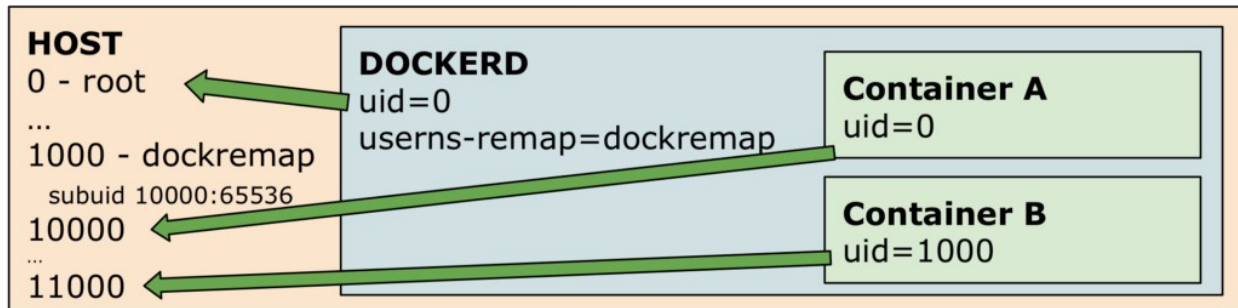 HOST
0 - root
...
1000 - dockremap
subuid 10000:65536
10000
...
11000
DOCKERD
uid=0
userns-remap=dockremap
Container A
uid=0
Container B
uid=1000